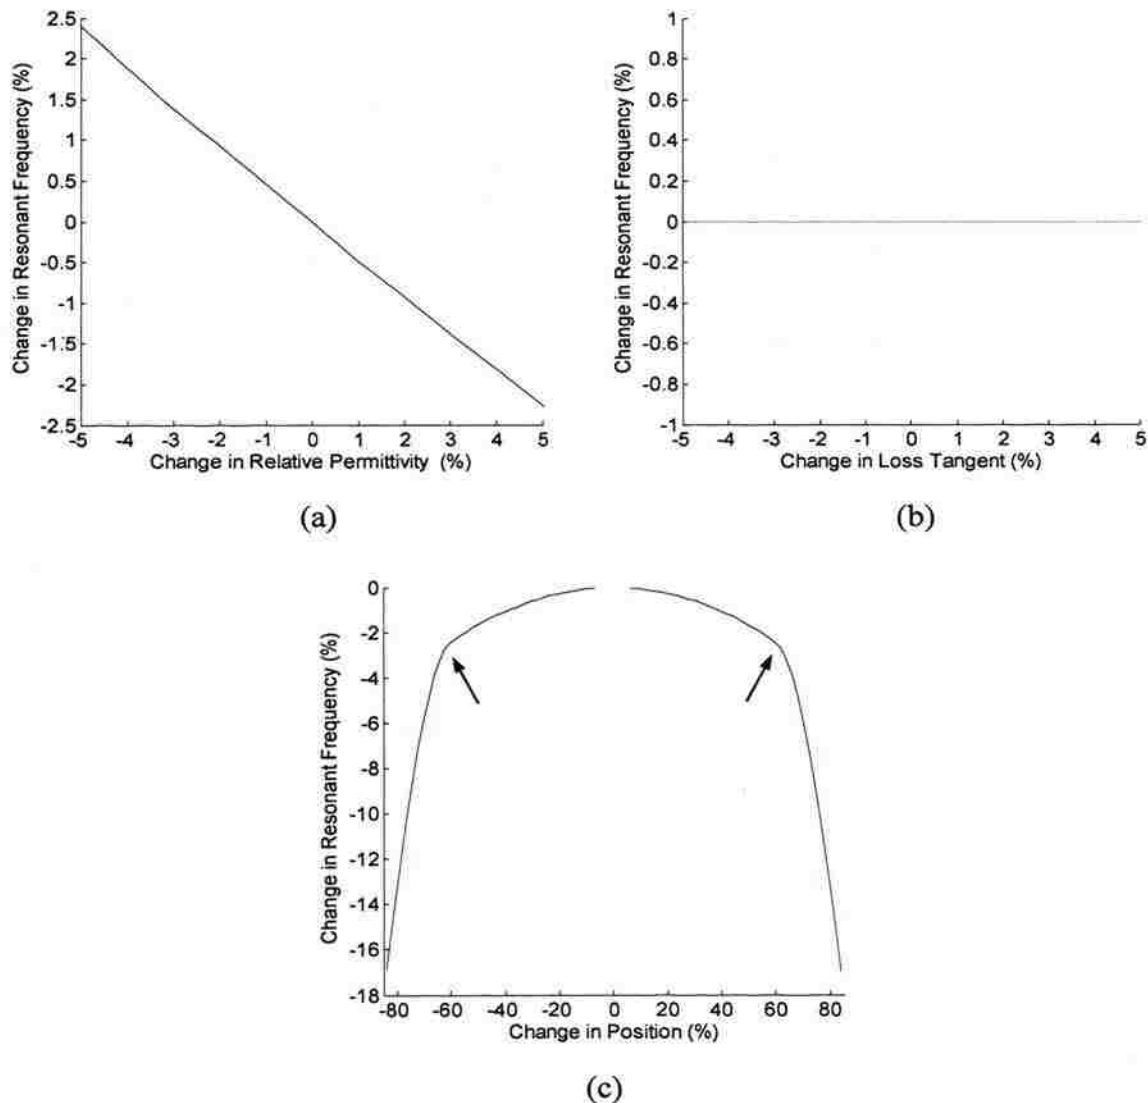 2.5
2
1.5
1
0.5
0
-0.5
-1
-1.5
-2
-2.5
Change in Resonant Frequency (%)
-5 -4 -3 -2 -1 0 1 2 3 4 5
Change in Relative Permittivity (%)
(a)
1
0.8
0.6
0.4
0.2
0
-0.2
-0.4
-0.6
-0.8
-1
Change in Resonant Frequency (%)
-5 -4 -3 -2 -1 0 1 2 3 4 5
Change in Loss Tangent (%)
(b)
0
-2
-4
-6
-8
-10
-12
-14
-16
-18
Change in Resonant Frequency (%)
-80 -60 -40 -20 0 20 40 60 80
Change in Position (%)
(c)